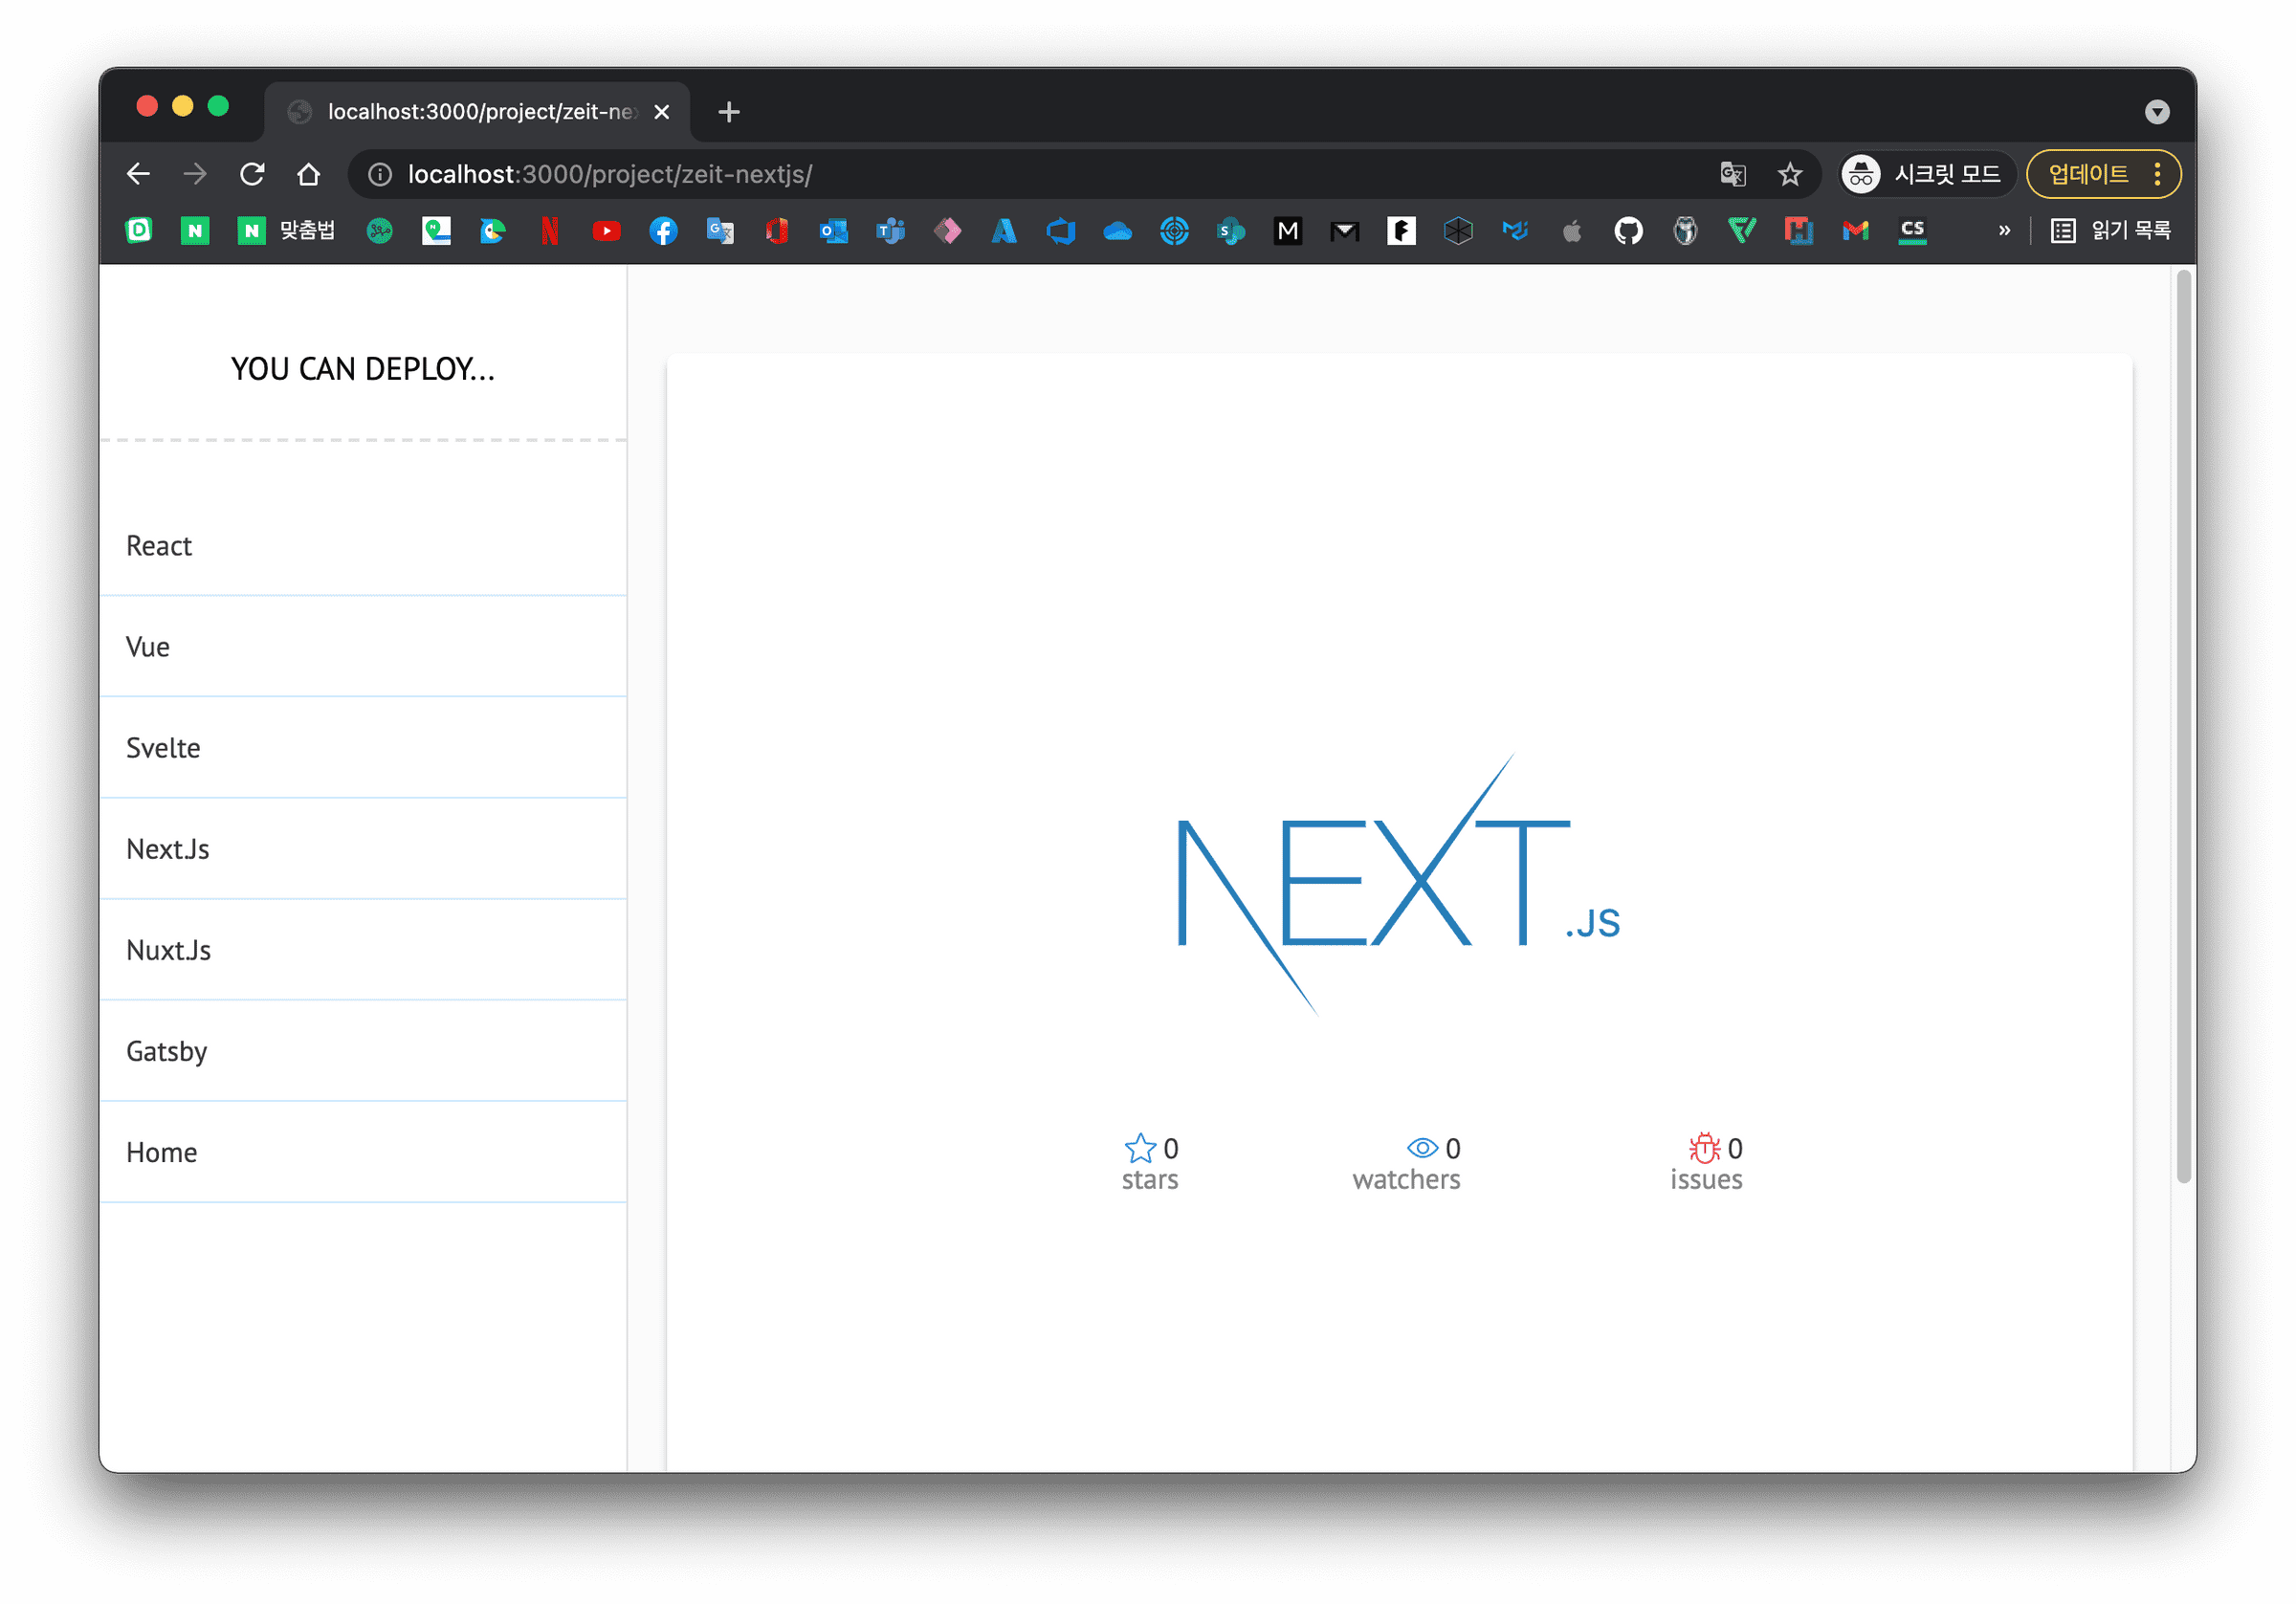 localhost:3000/project/zeit-ne
localhost:3000/project/zeit-nextjs/
시크릿 모드
업데이트
맞춤법
읽기 목록
YOU CAN DEPLOY...
React
Vue
Svelte
Next.Js
Nuxt.Js
Gatsby
Home
NEXT.JS
0
stars
0
watchers
0
issues